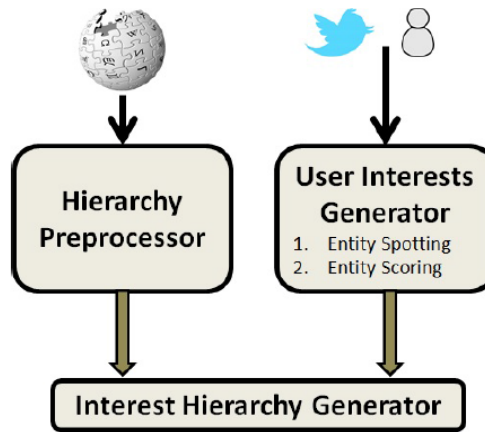 Hierarchy
Preprocessor
User Interests
Generator
1. Entity Spotting
2. Entity Scoring
Interest Hierarchy Generator